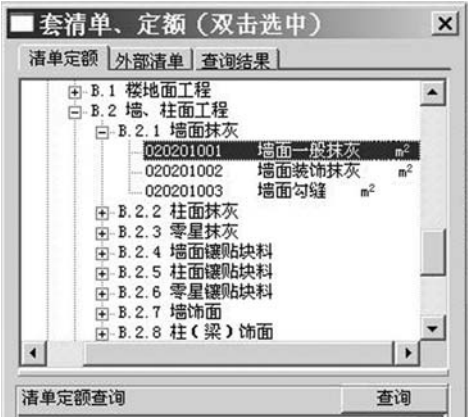 套清单、定额（双击选中）
清单定额 外部清单 查询结果
B.1 楼地面工程
B.2 墙、柱面工程
B.2.1 墙面抹灰
020201001 墙面一般抹灰 m²
020201002 墙面装饰抹灰 m²
020201003 墙面勾缝 m²
B.2.2 柱面抹灰
B.2.3 零星抹灰
B.2.4 墙面镶贴块料
B.2.5 柱面镶贴块料
B.2.6 零星镶贴块料
B.2.7 墙饰面
B.2.8 柱(梁)饰面
清单定额查询 查询